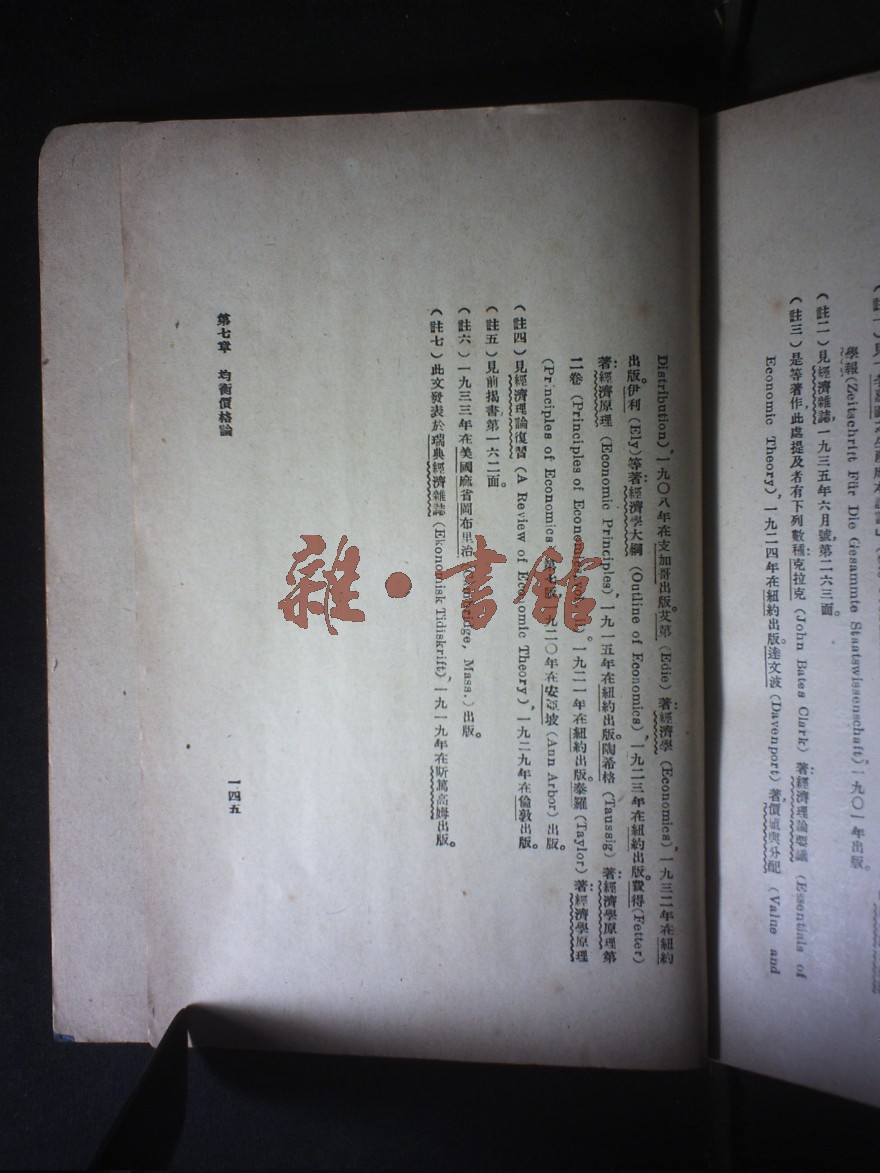 學報(Zeitschrift Für Die Gesammte Staatswissenschaft),一九〇一年出版。
(註二)見經濟雜誌,一九三五年六月號,第二六三面。
(註三)是等著作,此處提及者有下列數種:克拉克(John Bates Clark)著:經濟理論要議(Essentials of
Economic Theory),一九二四年在紐約出版。達文波(Davenport)著價值與分配(Value and
Distribution),一九〇八年在支加哥出版。艾第(Edie)著經濟學(Economics),一九三二年在紐約
出版。伊利(Ely)等著經濟學大綱(Outline of Economics),一九二三年在紐約出版。費得(Fetter)
著:經濟原理(Economic Principles),一九一五年在紐約出版。陶希格(Taussig)著:經濟學原理第
二卷(Principles of Economics, vol. II),一九二一年在紐約出版。泰羅(Taylor)著:經濟學原理
(Principles of Economics)第七版,一九二〇年在安亞坡(Ann Arbor)出版。
(註四)見經濟理論復習(A Review of Economic Theory),一九二九年在倫敦出版。
(註五)見前揭書第一六二面。
(註六)一九三三年在美國麻省岡布里治(Cambridge, Mass.)出版。
(註七)此文發表於瑞典經濟雜誌(Ekonomisk Tidiskrift),一九一九年在斯篤高姆出版。
第七章 均衡價格論
一四五
雜·書館